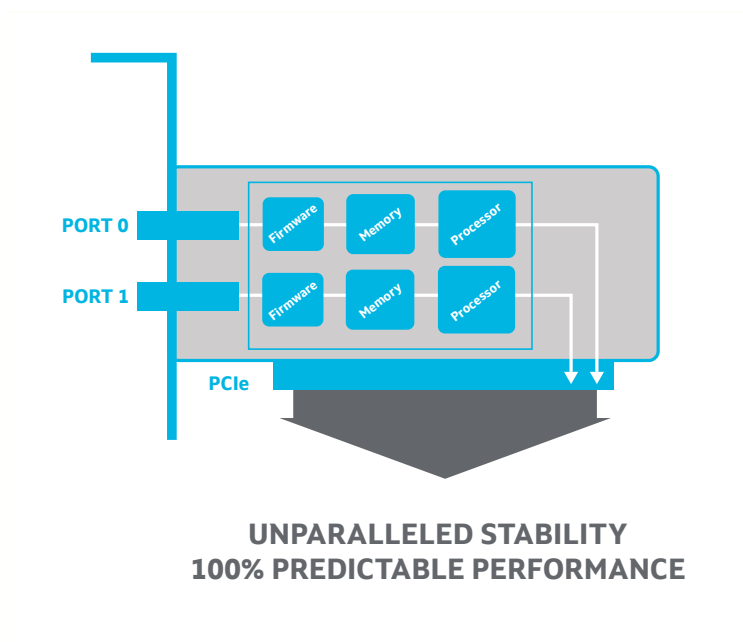 PORT 0
Firmware
Memory
Processor
PORT 1
Firmware
Memory
Processor
PCIe
UNPARALLELED STABILITY
100% PREDICTABLE PERFORMANCE